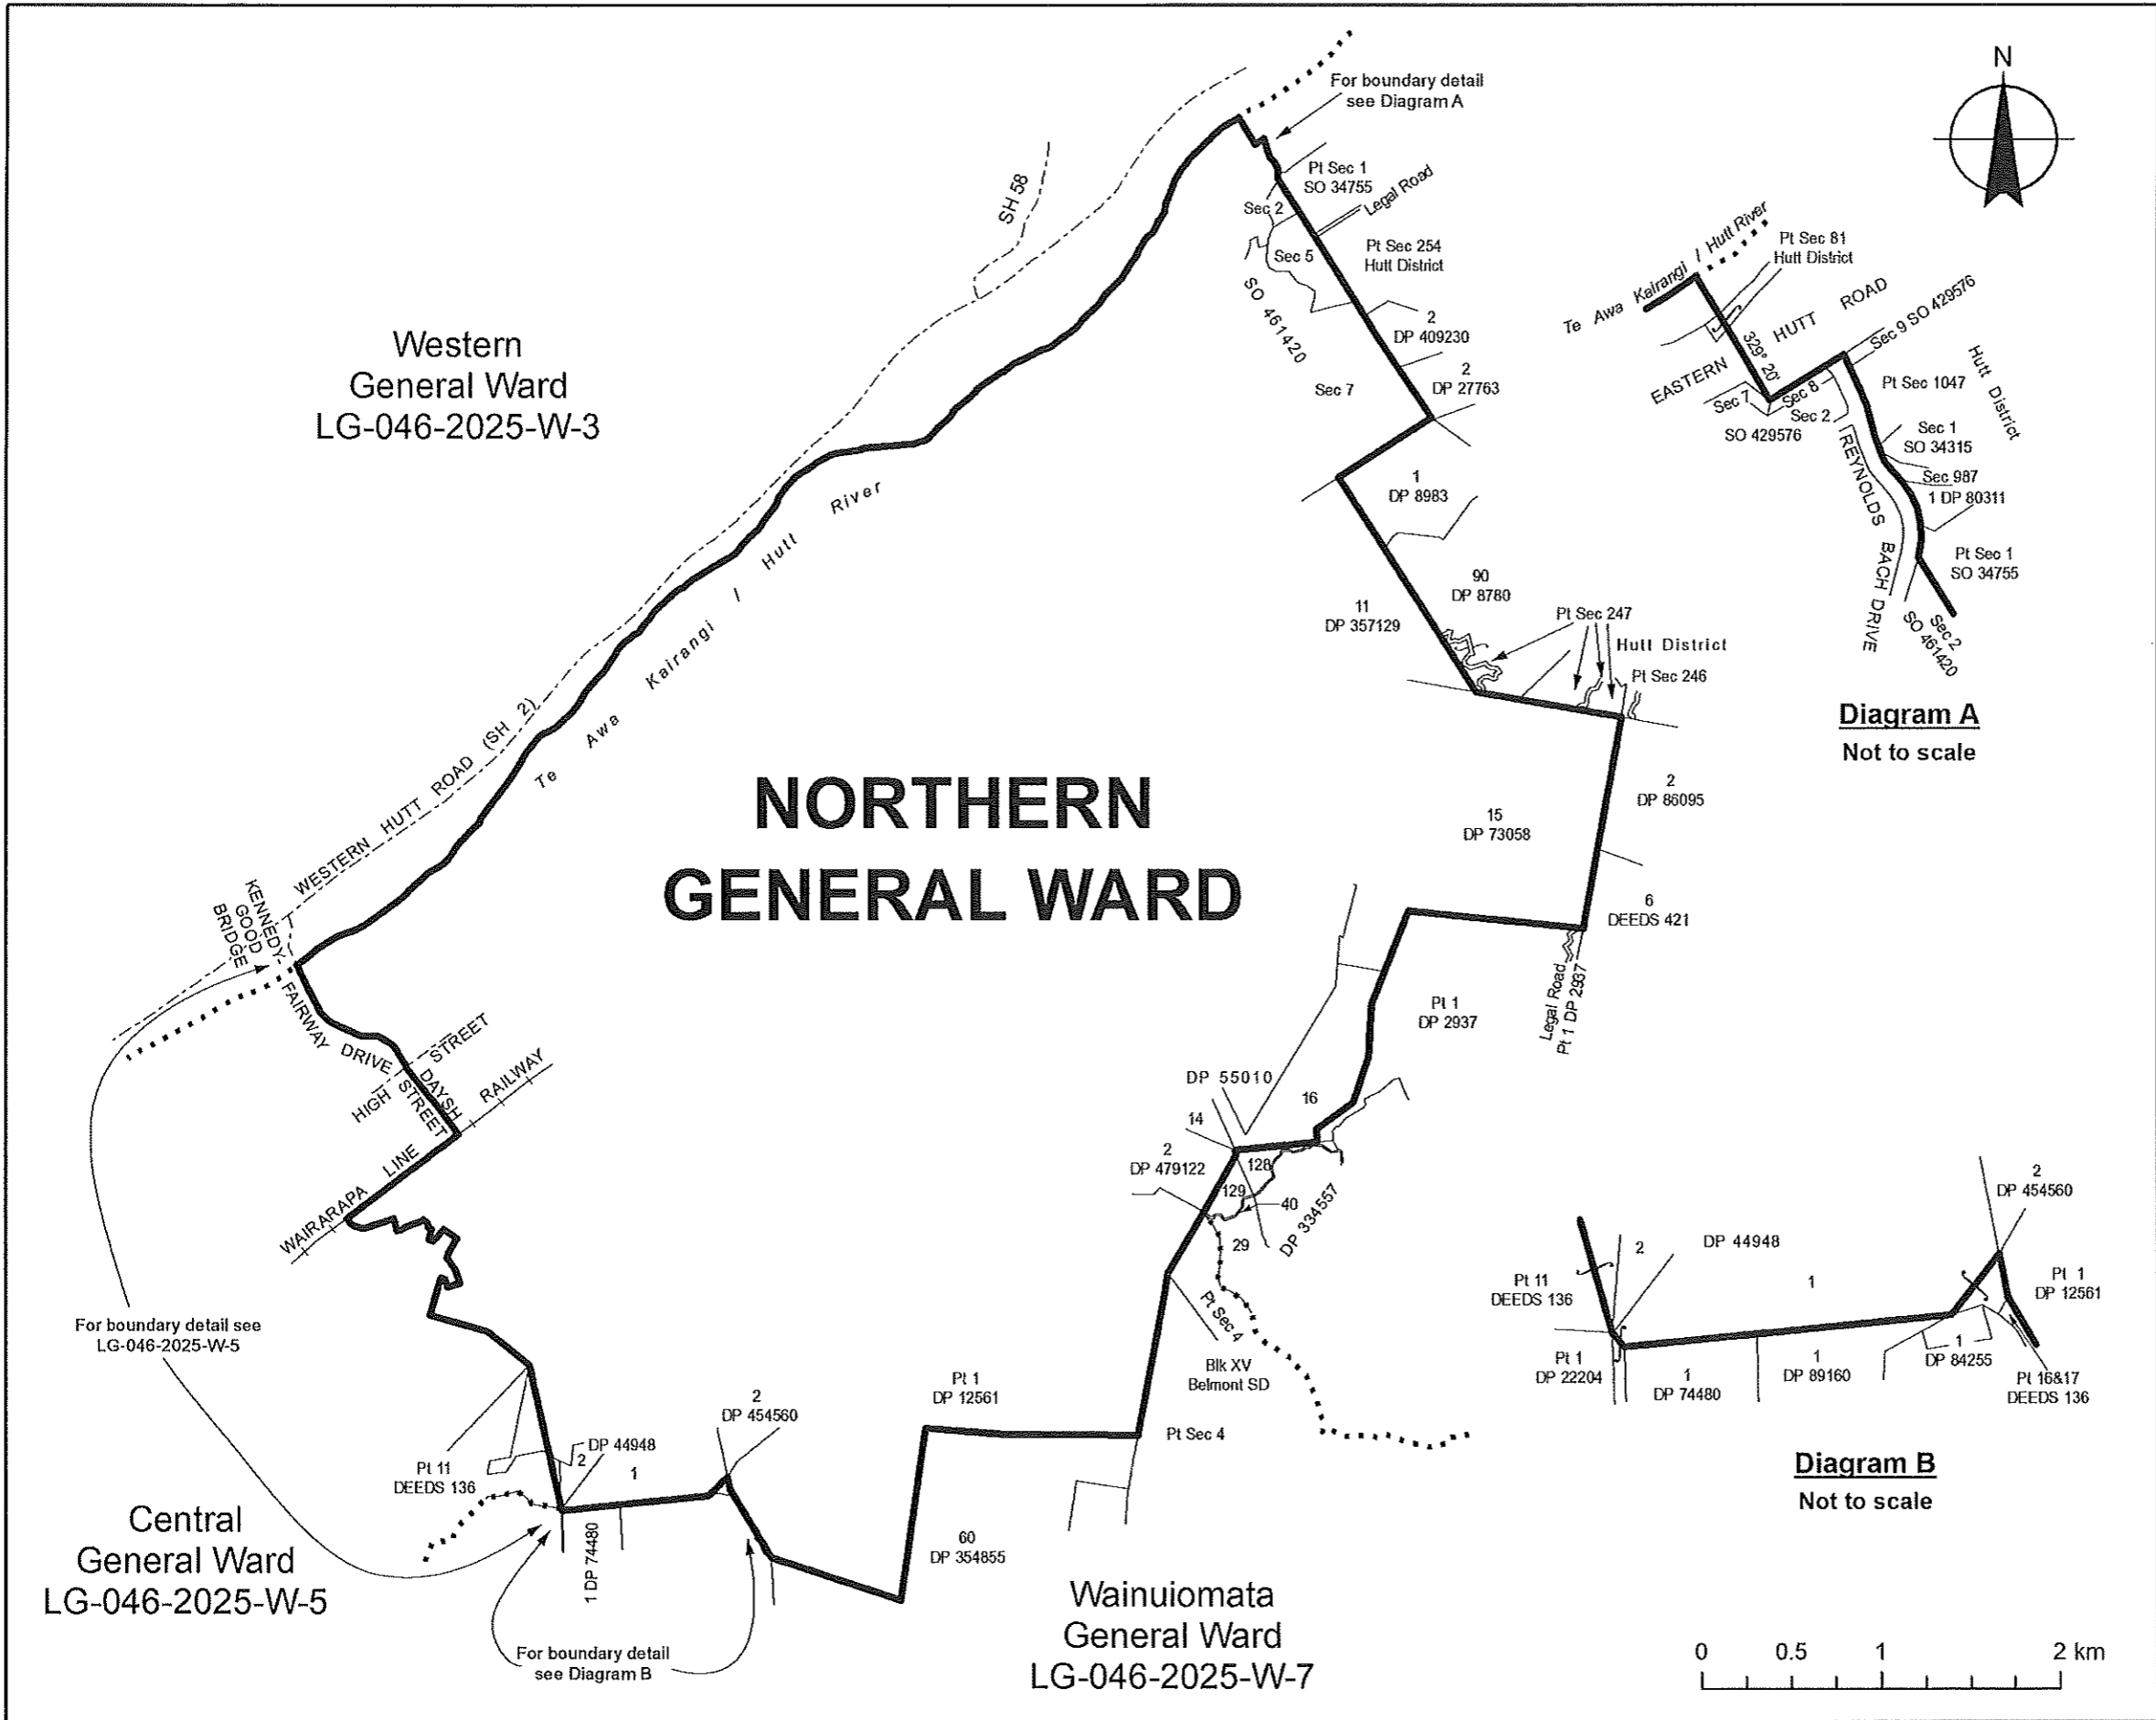 N
For boundary detail
see Diagram A
SH 58
Pt Sec 1
SO 34755
Legal Road
Sec 2
Sec 5
Pt Sec 254
Hutt District
SO 461420
2
DP 409230
2
DP 27763
Sec 7
Western
General Ward
LG-046-2025-W-3
Te Awa Kairangi / Hutt River
1
DP 8983
90
DP 8780
11
DP 357129
Pt Sec 247
Hutt District
Pt Sec 246
Te Awa Kairangi / Hutt River
Pt Sec 81
Hutt District
EASTERN HUTT ROAD
329° 20'
Sec 9 SO 429576
Hutt District
Pt Sec 1047
Sec 7
Sec 8
Sec 2
SO 429576
Sec 1
SO 34315
Sec 987
1 DP 80311
REYNOLDS BACH DRIVE
Pt Sec 1
SO 34755
Sec 2
SO 461420
Diagram A
Not to scale
WESTERN HUTT ROAD (SH 2)
NORTHERN
GENERAL WARD
15
DP 73058
2
DP 86095
6
DEEDS 421
Legal Road
Pt 1 DP 2937
Pt 1
DP 2937
KENNEDY-
GOOD
BRIDGE
FAIRWAY DRIVE
HIGH STREET
DAYSH
STREET
WAIRARAPA LINE RAILWAY
DP 55010
16
14
2
DP 479122
128
129
40
29
DP 334557
Pt Sec 4
Blk XV
Belmont SD
Pt Sec 4
For boundary detail see
LG-046-2025-W-5
Pt 1
DP 12561
2
DP 454560
DP 44948
2
1
Pt 11
DEEDS 136
1 DP 74480
60
DP 354855
Central
General Ward
LG-046-2025-W-5
For boundary detail
see Diagram B
Wainuiomata
General Ward
LG-046-2025-W-7
2
DP 454560
2
DP 44948
1
Pt 11
DEEDS 136
Pt 1
DP 12561
Pt 1
DP 22204
1
DP 74480
1
DP 89160
1
DP 84255
Pt 16&17
DEEDS 136
Diagram B
Not to scale
0 0.5 1 2 km